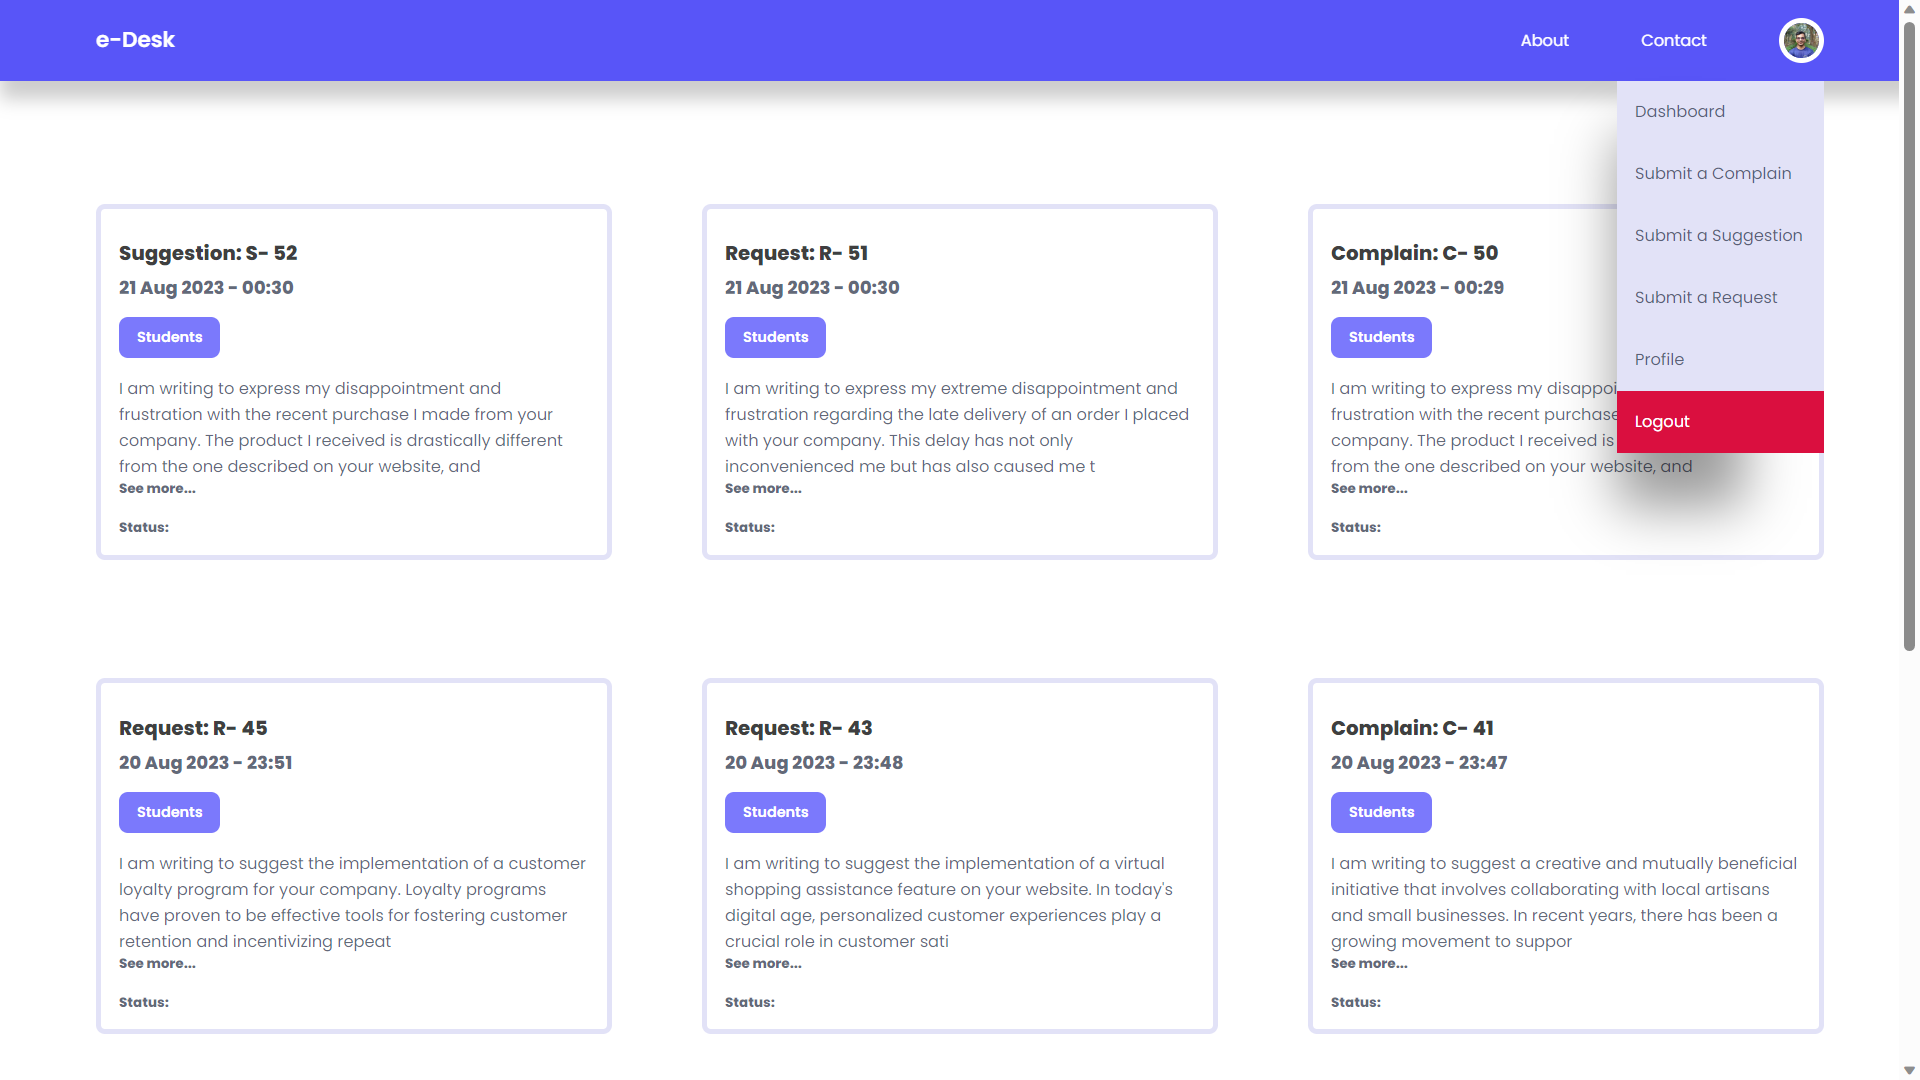 e-Desk
About
Contact
Dashboard
Submit a Complain
Submit a Suggestion
Submit a Request
Profile
Logout
Suggestion: S- 52
21 Aug 2023 - 00:30
Students
I am writing to express my disappointment and
frustration with the recent purchase I made from your
company. The product I received is drastically different
from the one described on your website, and
See more...
Status:
Request: R- 51
21 Aug 2023 - 00:30
Students
I am writing to express my extreme disappointment and
frustration regarding the late delivery of an order I placed
with your company. This delay has not only
inconvenienced me but has also caused me t
See more...
Status:
Complain: C- 50
21 Aug 2023 - 00:29
Students
I am writing to express my disappoi
frustration with the recent purchase
company. The product I received is
from the one described on your website, and
See more...
Status:
Request: R- 45
20 Aug 2023 - 23:51
Students
I am writing to suggest the implementation of a customer
loyalty program for your company. Loyalty programs
have proven to be effective tools for fostering customer
retention and incentivizing repeat
See more...
Status:
Request: R- 43
20 Aug 2023 - 23:48
Students
I am writing to suggest the implementation of a virtual
shopping assistance feature on your website. In today's
digital age, personalized customer experiences play a
crucial role in customer sati
See more...
Status:
Complain: C- 41
20 Aug 2023 - 23:47
Students
I am writing to suggest a creative and mutually beneficial
initiative that involves collaborating with local artisans
and small businesses. In recent years, there has been a
growing movement to suppor
See more...
Status: